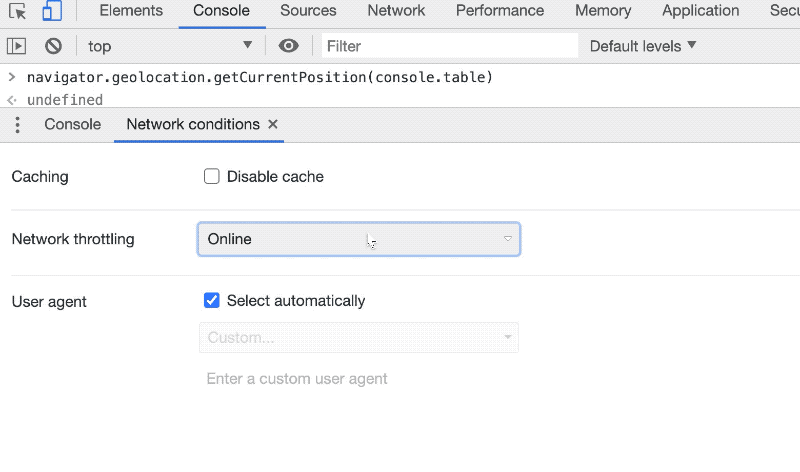 Elements Console Sources Network Performance Memory Application Secu
top Filter Default levels
> navigator.geolocation.getCurrentPosition(console.table)
undefined
Console Network conditions ×
Caching Disable cache
Network throttling Online
User agent Select automatically
Custom...
Enter a custom user agent